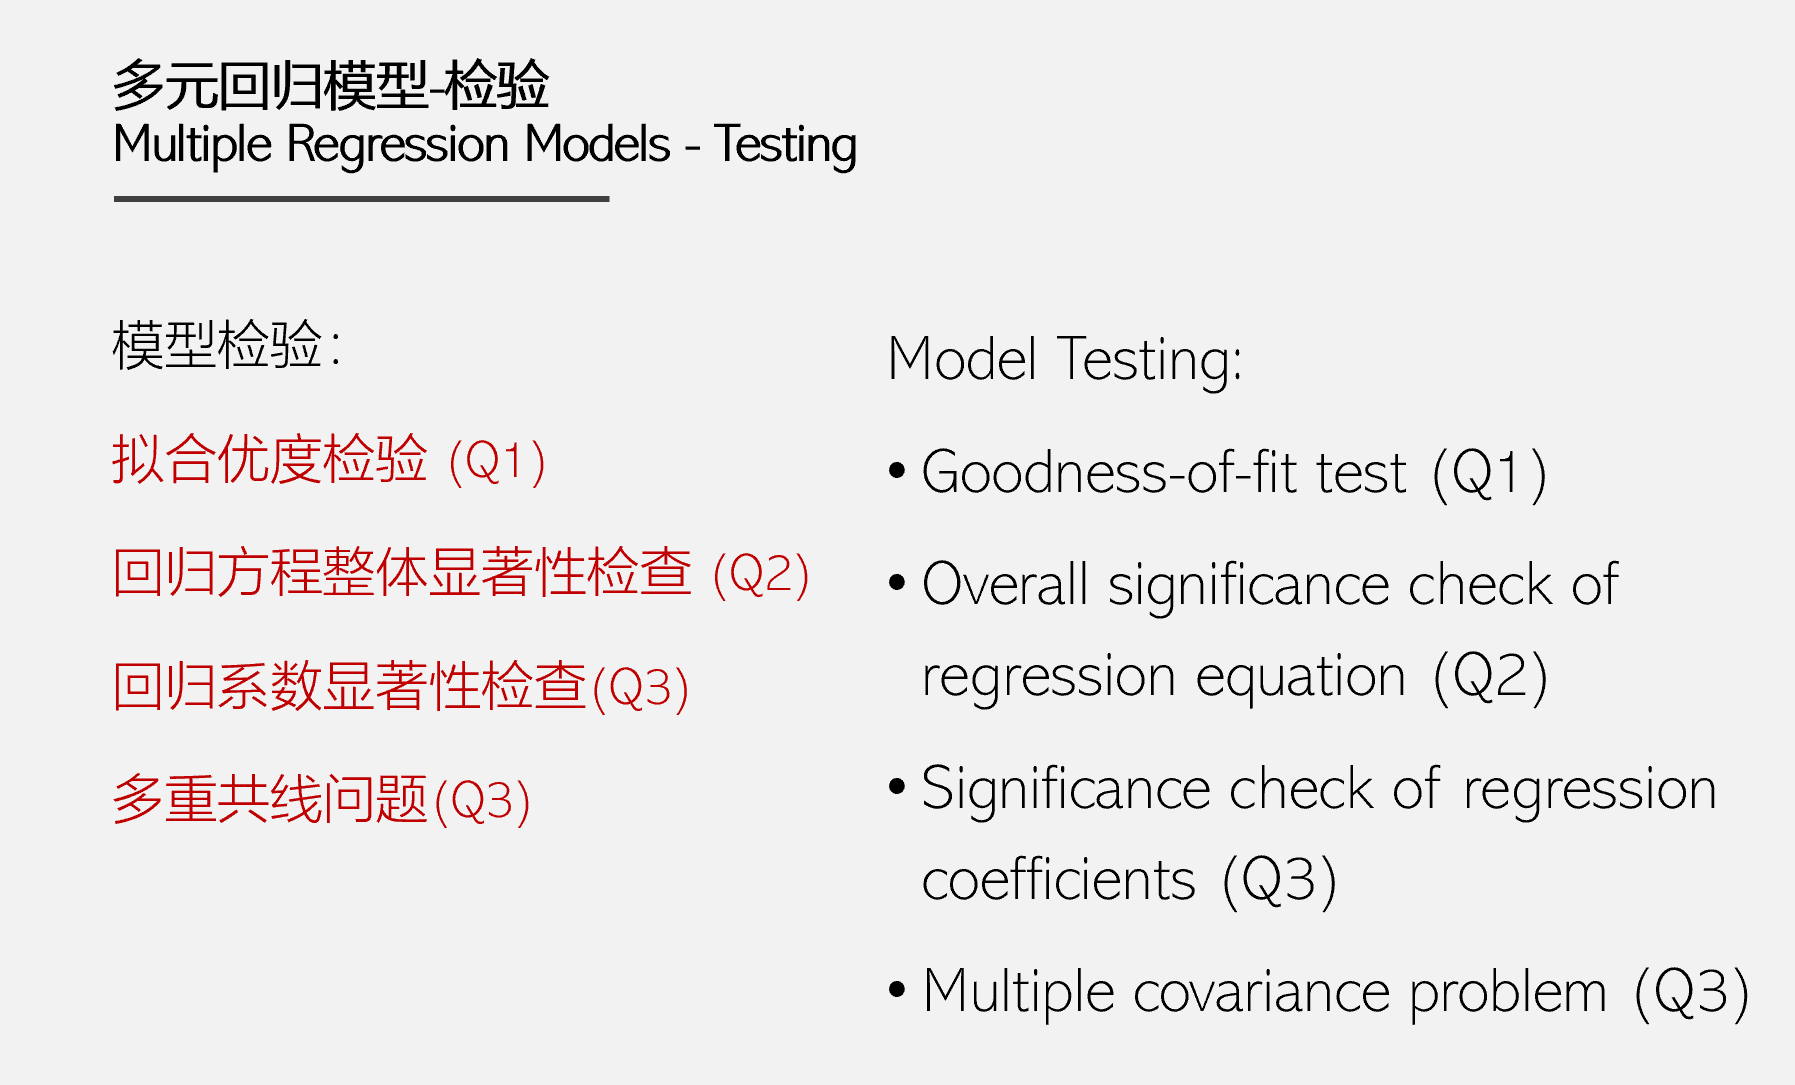 多元回归模型-检验
Multiple Regression Models - Testing
模型检验：
拟合优度检验 (Q1)
回归方程整体显著性检查 (Q2)
回归系数显著性检查(Q3)
多重共线问题(Q3)
Model Testing:
• Goodness-of-fit test (Q1)
• Overall significance check of
regression equation (Q2)
• Significance check of regression
coefficients (Q3)
• Multiple covariance problem (Q3)